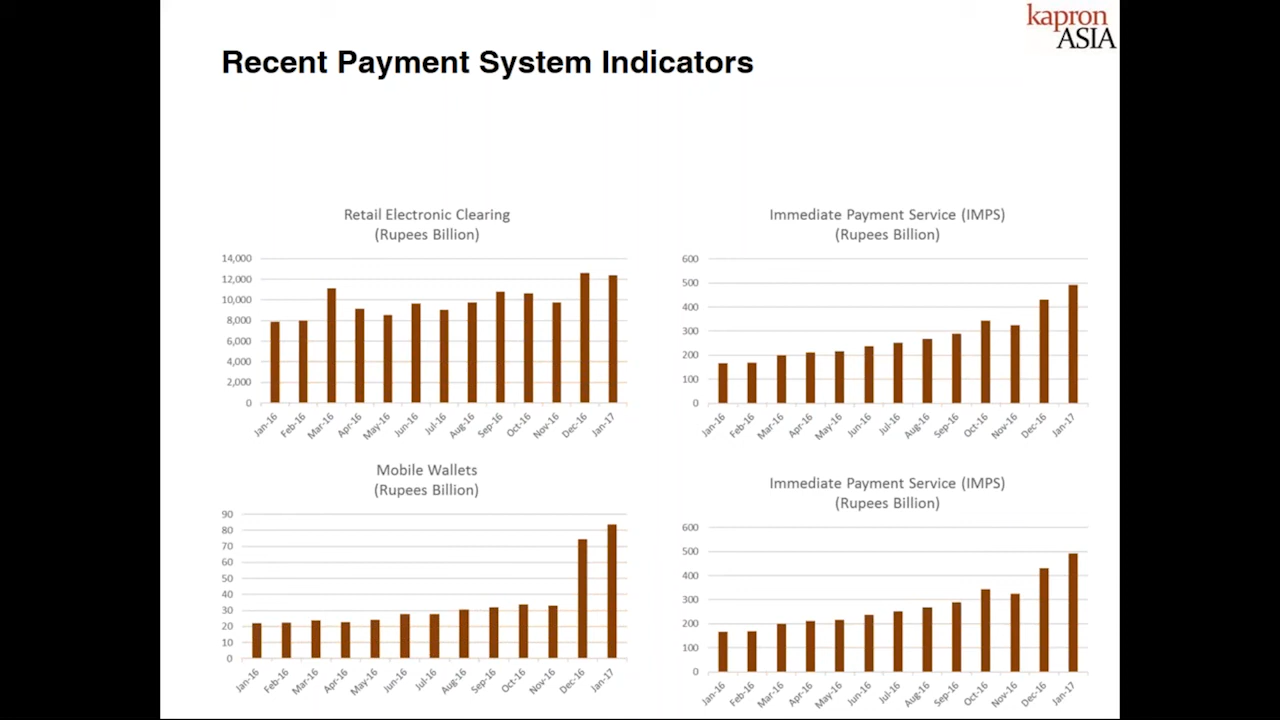 kapron
ASIA
Recent Payment System Indicators
Retail Electronic Clearing
(Rupees Billion)
14,000
12,000
10,000
8,000
6,000
4,000
2,000
0
Jan-16 Feb-16 Mar-16 Apr-16 May-16 Jun-16 Jul-16 Aug-16 Sep-16 Oct-16 Nov-16 Dec-16 Jan-17
Immediate Payment Service (IMPS)
(Rupees Billion)
600
500
400
300
200
100
0
Jan-16 Feb-16 Mar-16 Apr-16 May-16 Jun-16 Jul-16 Aug-16 Sep-16 Oct-16 Nov-16 Dec-16 Jan-17
Mobile Wallets
(Rupees Billion)
90
80
70
60
50
40
30
20
10
0
Jan-16 Feb-16 Mar-16 Apr-16 May-16 Jun-16 Jul-16 Aug-16 Sep-16 Oct-16 Nov-16 Dec-16 Jan-17
Immediate Payment Service (IMPS)
(Rupees Billion)
600
500
400
300
200
100
0
Jan-16 Feb-16 Mar-16 Apr-16 May-16 Jun-16 Jul-16 Aug-16 Sep-16 Oct-16 Nov-16 Dec-16 Jan-17